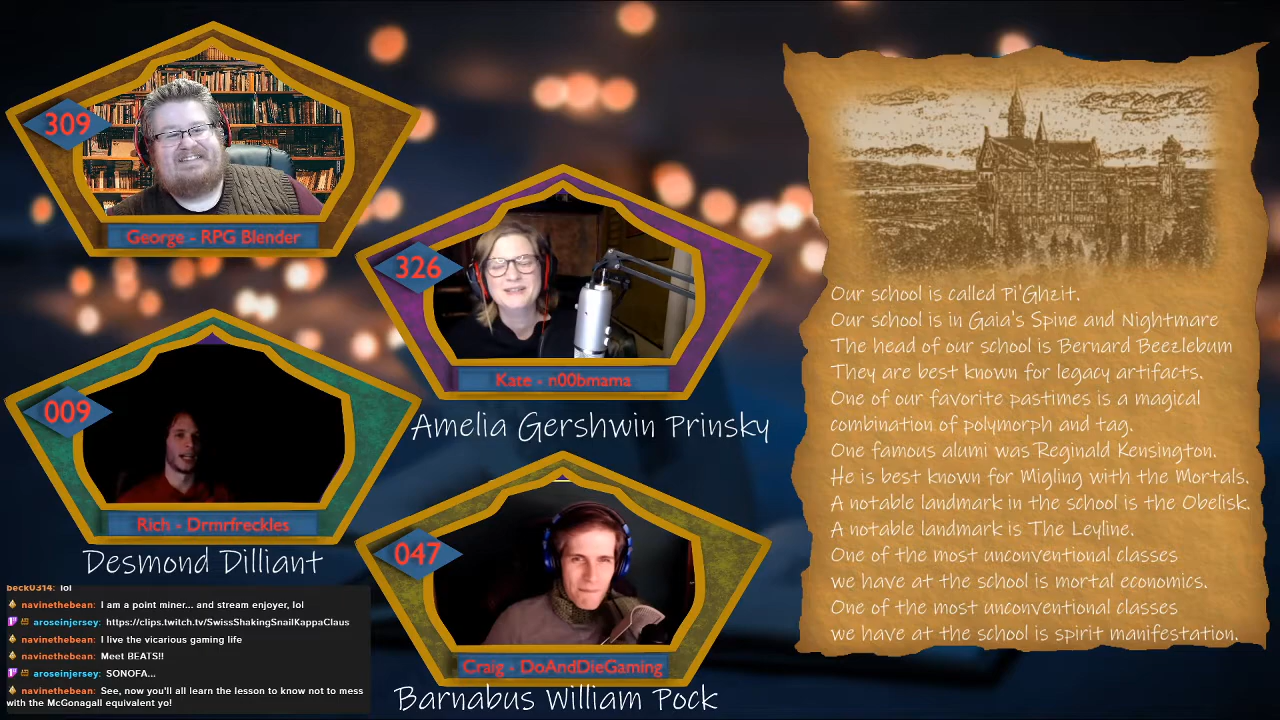 309
George - RPG Blender
326
Kate - n00bmama
Amelia Gershwin Prinsky
009
Rich - Drmrfreckles
Desmond Dilliant
047
Craig - DoAndDieGaming
Barnabus William Pock
beck0314: lol
navinethebean: I am a point miner... and stream enjoyer, lol
aroseinjersey: https://clips.twitch.tv/SwissShakingSnailKappaClaus
navinethebean: I live the vicarious gaming life
navinethebean: Meet BEATS!!
aroseinjersey: SONOFA...
navinethebean: See, now you'll all learn the lesson to know not to mess
with the McGonagall equivalent yo!
Our school is called Pi'Ghzit.
Our school is in Gaia's Spine and Nightmare
The head of our school is Bernard Beezlebum
They are best known for legacy artifacts.
One of our favorite pastimes is a magical
combination of polymorph and tag.
One famous alumi was Reginald Kensington.
He is best known for Migling with the Mortals.
A notable landmark in the school is the Obelisk.
A notable landmark is The Leyline.
One of the most unconventional classes
we have at the school is mortal economics.
One of the most unconventional classes
we have at the school is spirit manifestation.